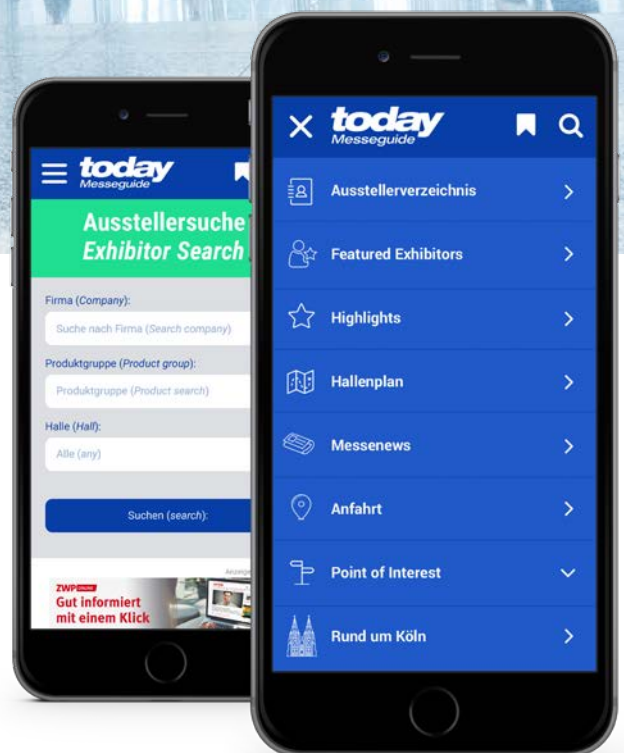 today
Messeguide
Ausstellersuche
Exhibitor Search
Firma (Company):
Suche nach Firma (Search company)
Produktgruppe (Product group):
Produktgruppe (Product search)
Halle (Hall):
Alle (any)
Suchen (search):
ZWP ONLINE
Gut informiert
mit einem Klick
today
Messeguide
Ausstellerverzeichnis
Featured Exhibitors
Highlights
Hallenplan
Messenews
Anfahrt
Point of Interest
Rund um Köln